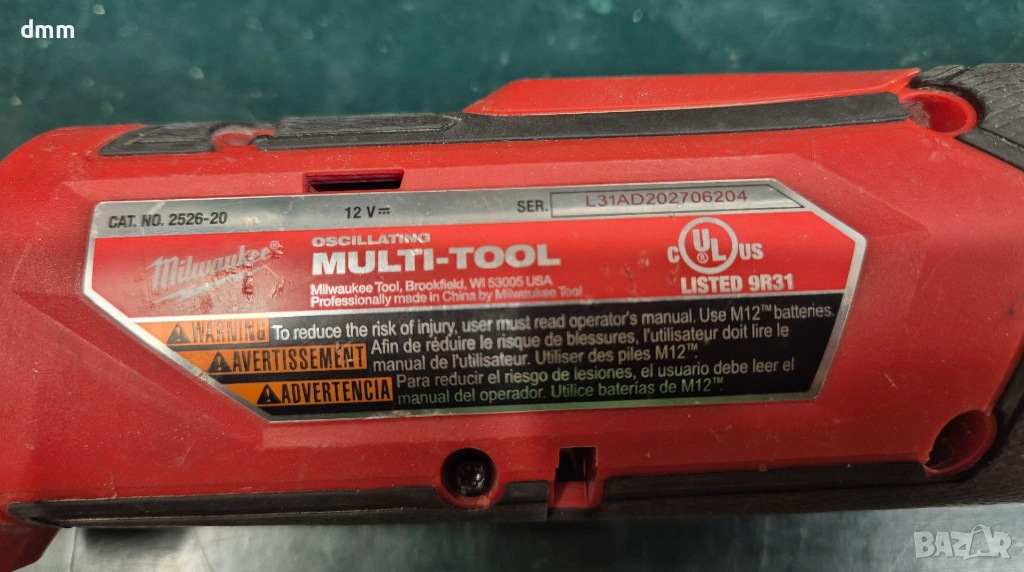 dmm
CAT. NO. 2526-20 12 V⎓ SER. L31AD202706204
Milwaukee®
OSCILLATING
MULTI-TOOL
Milwaukee Tool, Brookfield, WI 53005 USA
Professionally made in China by Milwaukee Tool
C UL US
LISTED 9R31
WARNING To reduce the risk of injury, user must read operator's manual. Use M12™ batteries.
AVERTISSEMENT Afin de réduire le risque de blessures, l'utilisateur doit lire le
manuel de l'utilisateur. Utiliser des piles M12™.
ADVERTENCIA Para reducir el riesgo de lesiones, el usuario debe leer el
manual del operador. Utilice baterías de M12™.
BAZAR